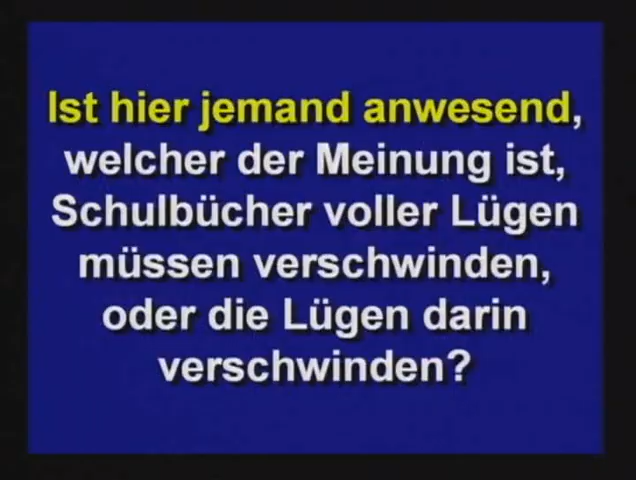 Ist hier jemand anwesend,
welcher der Meinung ist,
Schulbücher voller Lügen
müssen verschwinden,
oder die Lügen darin
verschwinden?